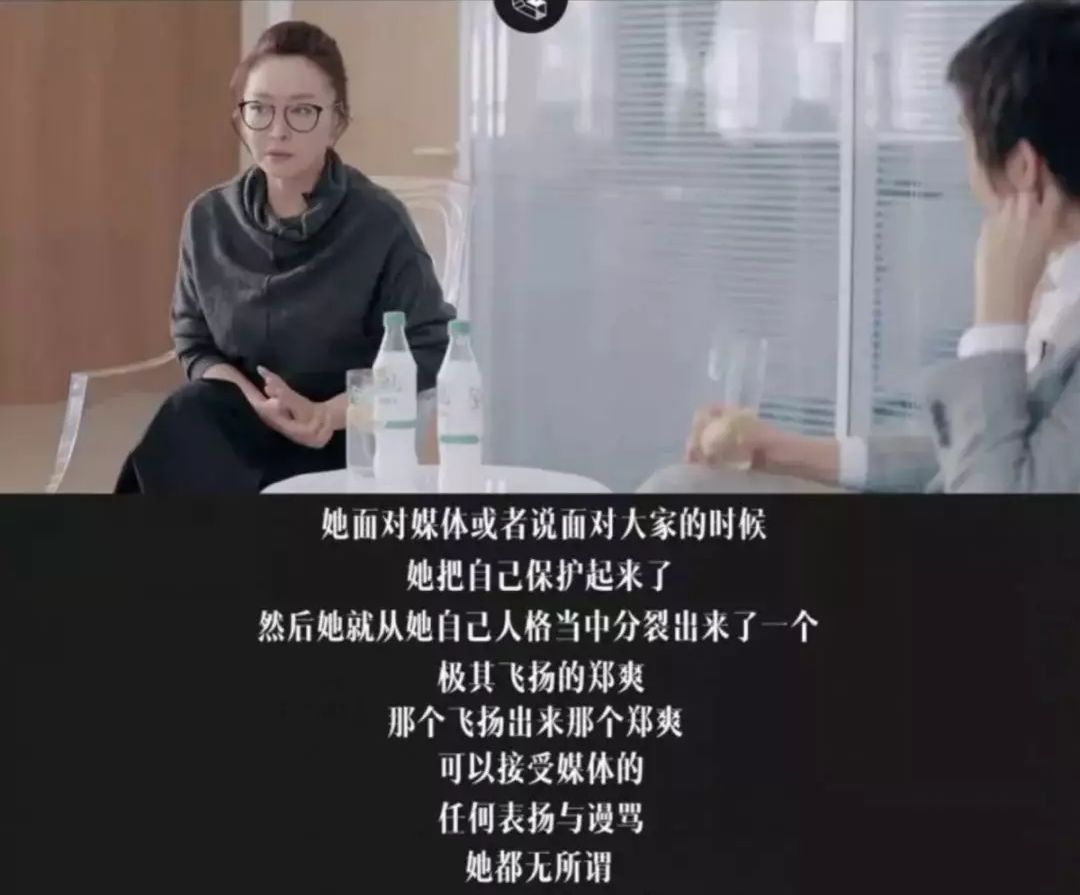 她面对媒体或者说面对大家的时候
她把自己保护起来了
然后她就从她自己人格当中分裂出来了一个
极其飞扬的郑爽
那个飞扬出来那个郑爽
可以接受媒体的
任何表扬与谩骂
她都无所谓